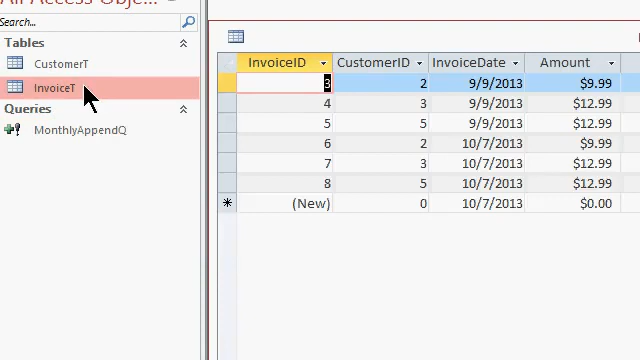 All Access Obje...
Search...
Tables
CustomerT
InvoiceT
Queries
MonthlyAppendQ
InvoiceID CustomerID InvoiceDate Amount
3 2 9/9/2013 $9.99
4 3 9/9/2013 $12.99
5 5 9/9/2013 $12.99
6 2 10/7/2013 $9.99
7 3 10/7/2013 $12.99
8 5 10/7/2013 $12.99
(New) 0 10/7/2013 $0.00